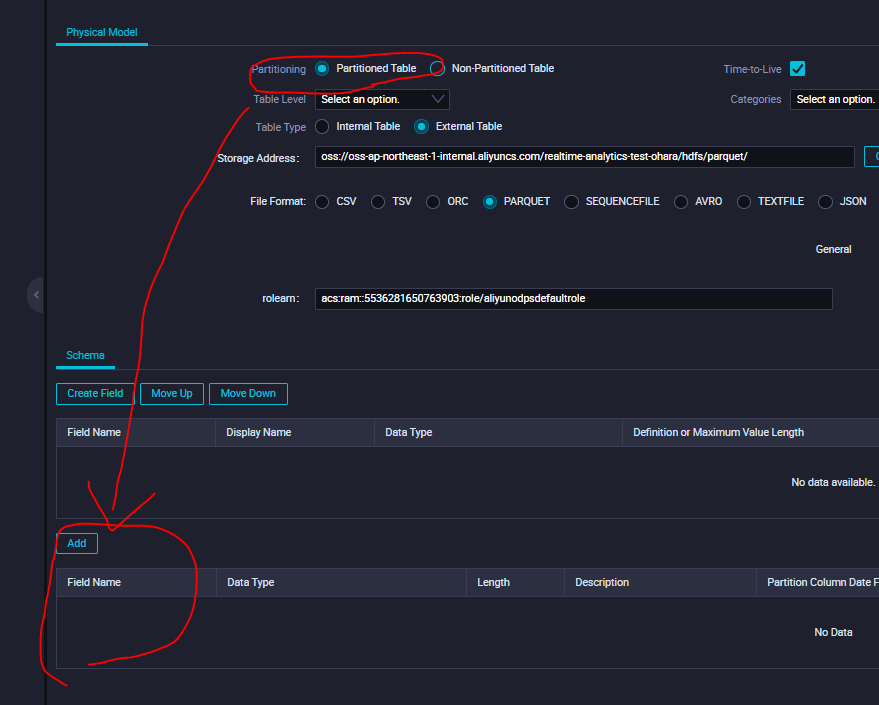 Physical Model
Partitioning Partitioned Table Non-Partitioned Table Time-to-Live
Table Level Select an option. Categories Select an option.
Table Type Internal Table External Table
Storage Address: oss://oss-ap-northeast-1-internal.aliyuncs.com/realtime-analytics-test-ohara/hdfs/parquet/
File Format: CSV TSV ORC PARQUET SEQUENCEFILE AVRO TEXTFILE JSON
General
rolearn: acs:ram::5536281650763903:role/aliyunodpsdefaultrole
Schema
Create Field Move Up Move Down
Field Name Display Name Data Type Definition or Maximum Value Length
No data available.
Add
Field Name Data Type Length Description Partition Column Date F
No Data